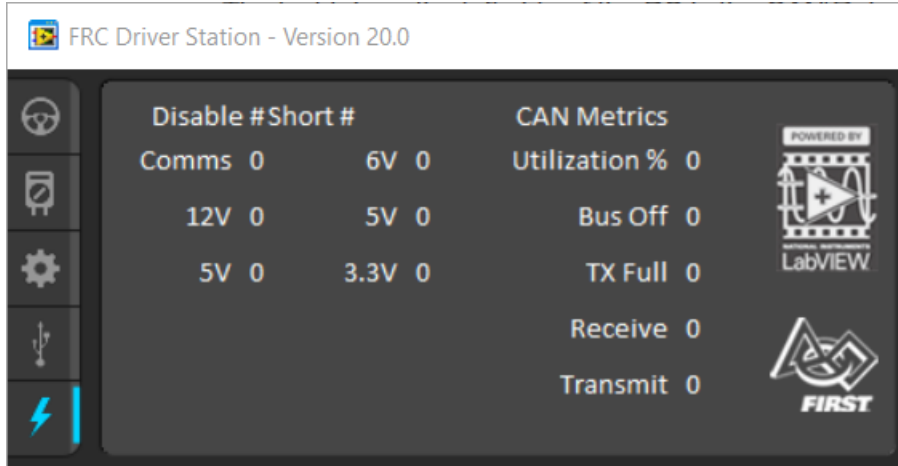 FRC Driver Station - Version 20.0
Disable # Short # CAN Metrics
Comms 0 6V 0 Utilization % 0
12V 0 5V 0 Bus Off 0
5V 0 3.3V 0 TX Full 0
Receive 0
Transmit 0
POWERED BY
NATIONAL INSTRUMENTS
LabVIEW
FIRST